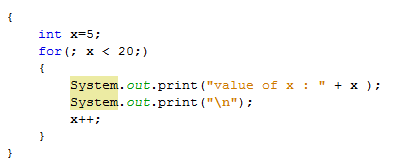 {
int x=5;
for(; x < 20;)
{
System.out.print("value of x : " + x );
System.out.print("\n");
x++;
}
}